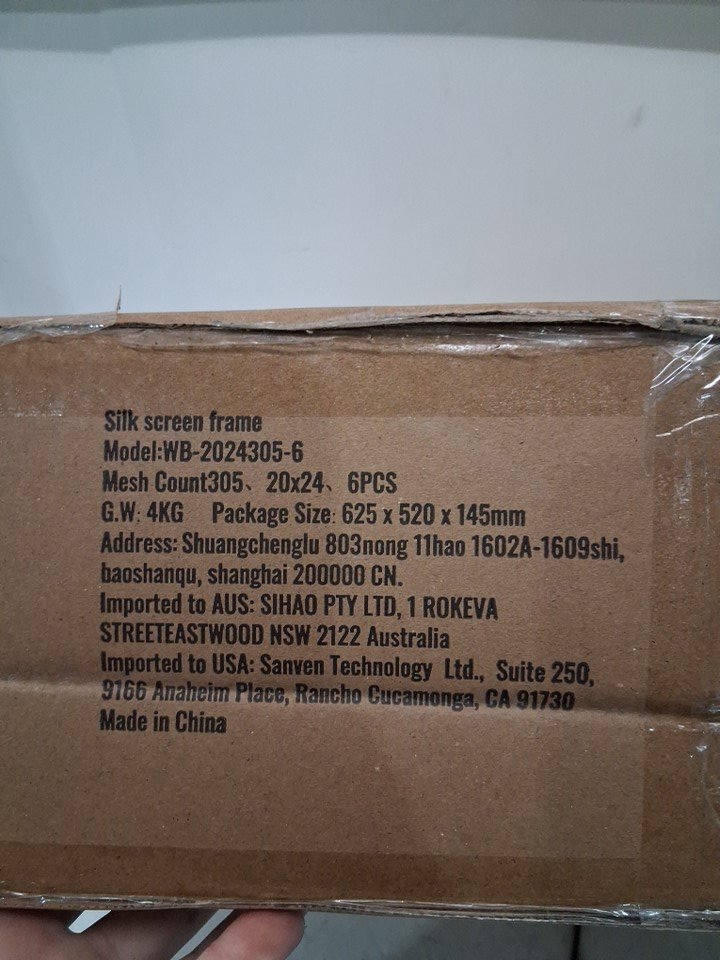 Silk screen frame
Model:WB-2024305-6
Mesh Count305、 20x24、 6PCS
G.W: 4KG Package Size: 625 x 520 x 145mm
Address: Shuangchenglu 803nong 11hao 1602A-1609shi,
baoshanqu, shanghai 200000 CN.
Imported to AUS: SIHAO PTY LTD, 1 ROKEVA
STREETEASTWOOD NSW 2122 Australia
Imported to USA: Sanven Technology Ltd., Suite 250,
9166 Anaheim Place, Rancho Cucamonga, CA 91730
Made in China